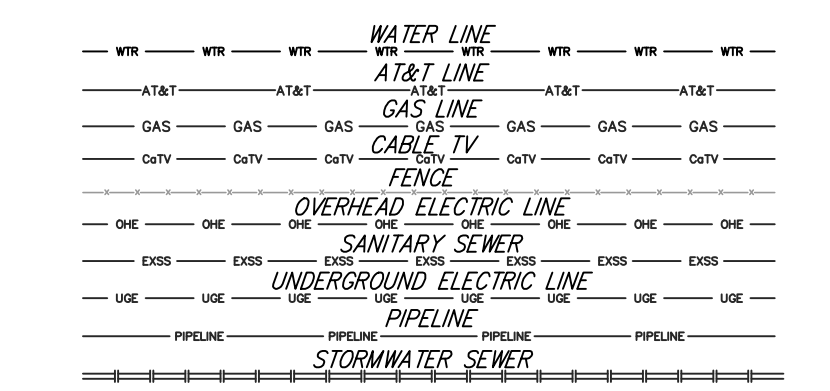 WATER LINE
WTR WTR WTR WTR WTR WTR WTR WTR
AT&T LINE
AT&T AT&T AT&T AT&T AT&T
GAS LINE
GAS GAS GAS GAS GAS GAS GAS
CABLE TV
CaTV CaTV CaTV CaTV CaTV CaTV CaTV
FENCE
x x x x x x x x x x x x x x x x x x x x x x
OVERHEAD ELECTRIC LINE
OHE OHE OHE OHE OHE OHE OHE OHE
SANITARY SEWER
EXSS EXSS EXSS EXSS EXSS EXSS EXSS
UNDERGROUND ELECTRIC LINE
UGE UGE UGE UGE UGE UGE UGE UGE
PIPELINE
PIPELINE PIPELINE PIPELINE PIPELINE
STORMWATER SEWER